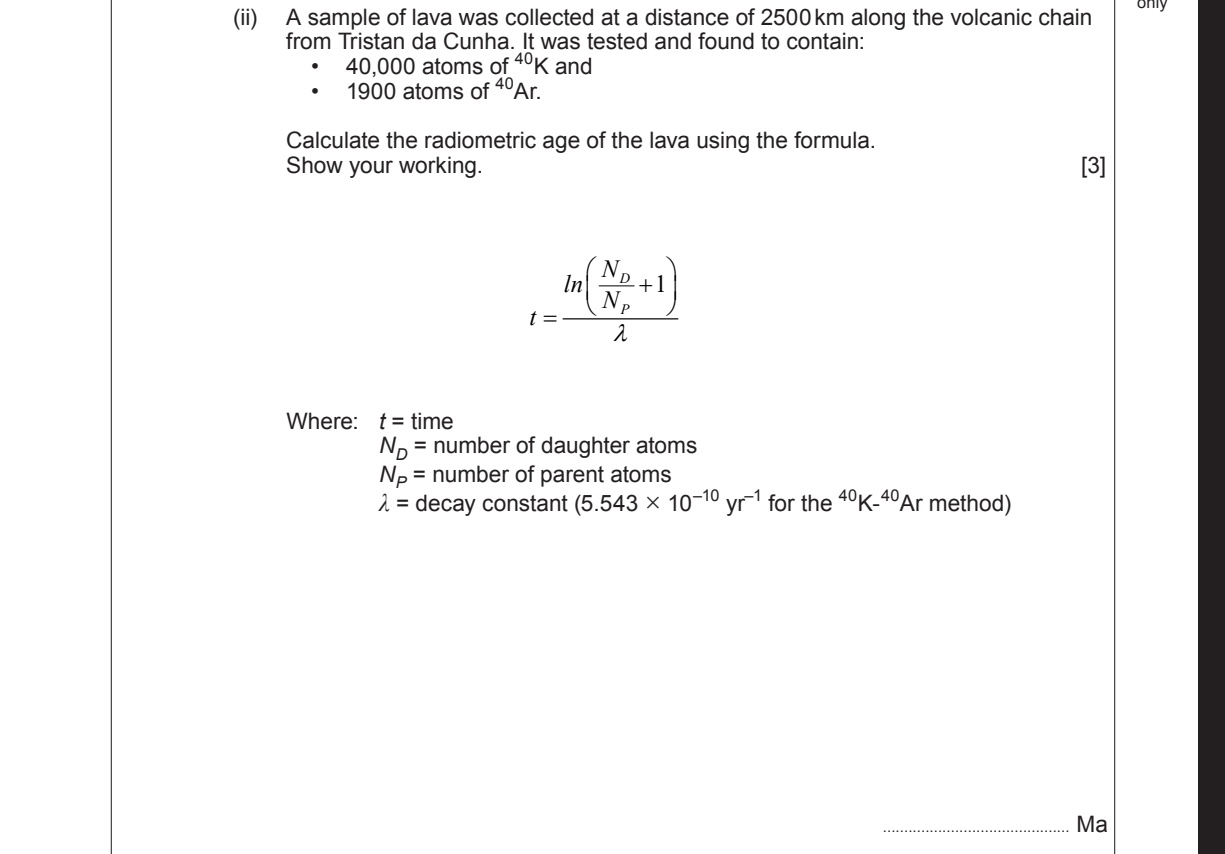 only
(ii) A sample of lava was collected at a distance of 2500 km along the volcanic chain
from Tristan da Cunha. It was tested and found to contain:
• 40,000 atoms of ⁴⁰K and
• 1900 atoms of ⁴⁰Ar.
Calculate the radiometric age of the lava using the formula.
Show your working. [3]
t = ln(N_D/N_P + 1)/λ
Where: t = time
N_D = number of daughter atoms
N_P = number of parent atoms
λ = decay constant (5.543 × 10⁻¹⁰ yr⁻¹ for the ⁴⁰K-⁴⁰Ar method)
............................................ Ma